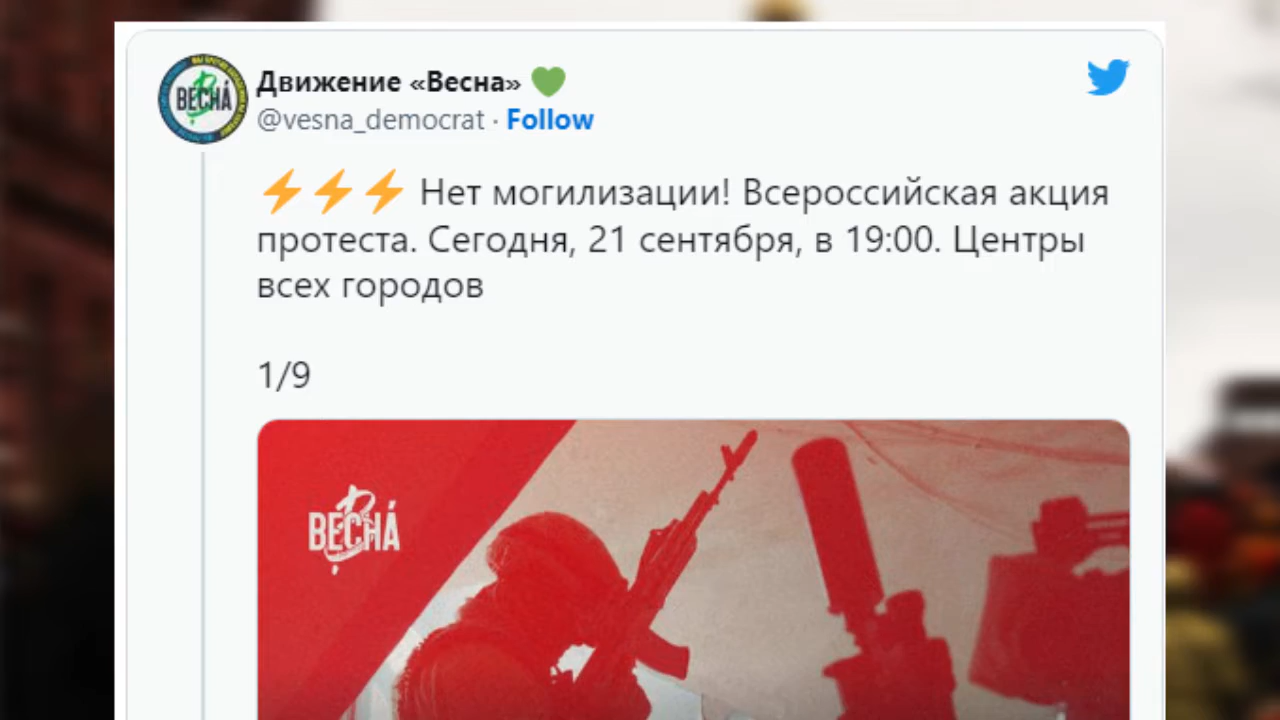 ВЕСНА́
Движение «Весна» 💚
@vesna_democrat · Follow
⚡⚡⚡ Нет могилизации! Всероссийская акция
протеста. Сегодня, 21 сентября, в 19:00. Центры
всех городов
1/9
ВЕСНА́